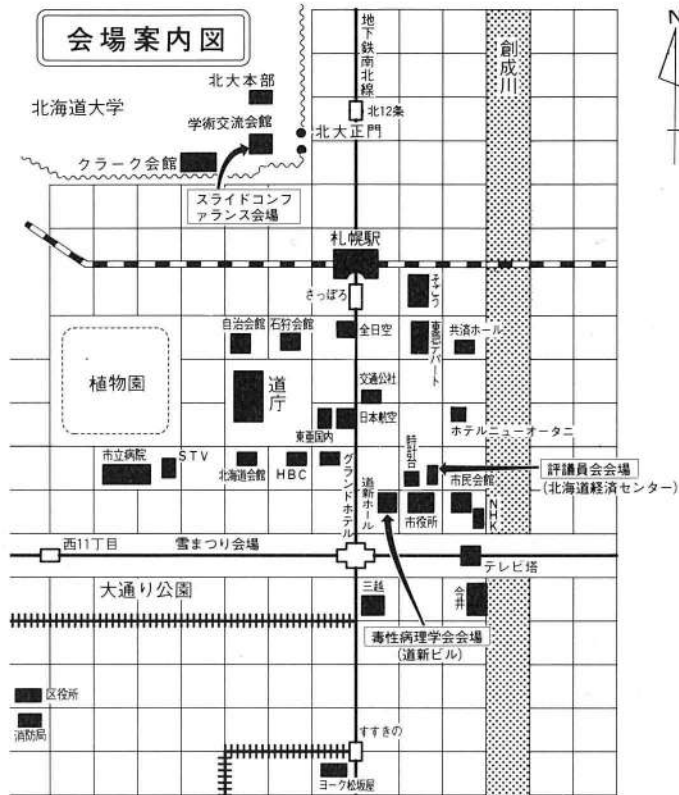 会場案内図
N
地下鉄南北線
創成川
北大本部
北海道大学
北12条
学術交流会館
北大正門
クラーク会館
スライドコンフ
ァランス会場
札幌駅
さっぽろ
そごう
自治会館
石狩会館
全日空
東急デパート
共済ホール
植物園
道庁
交通公社
東亜国内
日本航空
ホテルニューオータニ
市立病院
STV
北海道会館
HBC
グランドホテル
道新ホール
時計台
市民会館
評議員会会場
(北海道経済センター)
市役所
NHK
西11丁目
雪まつり会場
テレビ塔
大通り公園
三越
今井
毒性病理学会会場
(道新ビル)
区役所
消防局
すすきの
ヨーク松坂屋